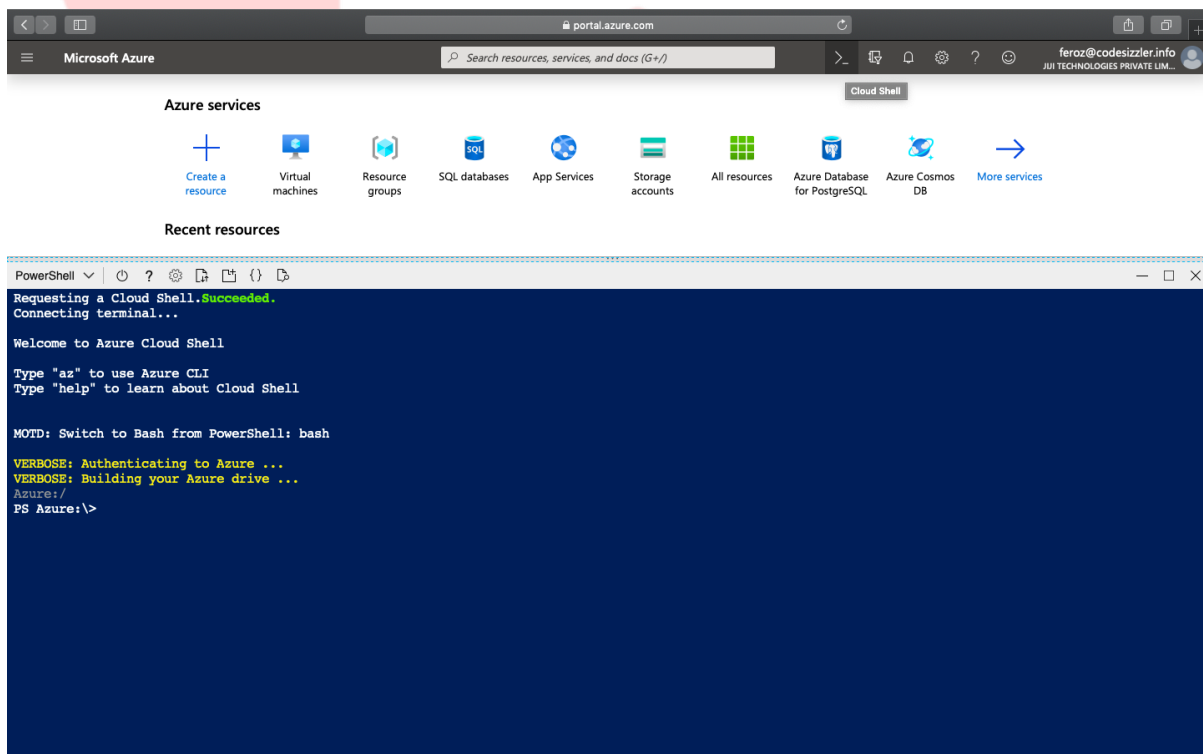 portal.azure.com
Microsoft Azure
Search resources, services, and docs (G+/)
feroz@codesizzler.info
JIJI TECHNOLOGIES PRIVATE LIM...
Cloud Shell
Azure services
Create a resource
Virtual machines
Resource groups
SQL databases
App Services
Storage accounts
All resources
Azure Database for PostgreSQL
Azure Cosmos DB
More services
Recent resources
PowerShell
Requesting a Cloud Shell.Succeeded.
Connecting terminal...
Welcome to Azure Cloud Shell
Type "az" to use Azure CLI
Type "help" to learn about Cloud Shell
MOTD: Switch to Bash from PowerShell: bash
VERBOSE: Authenticating to Azure ...
VERBOSE: Building your Azure drive ...
Azure:/
PS Azure:\>